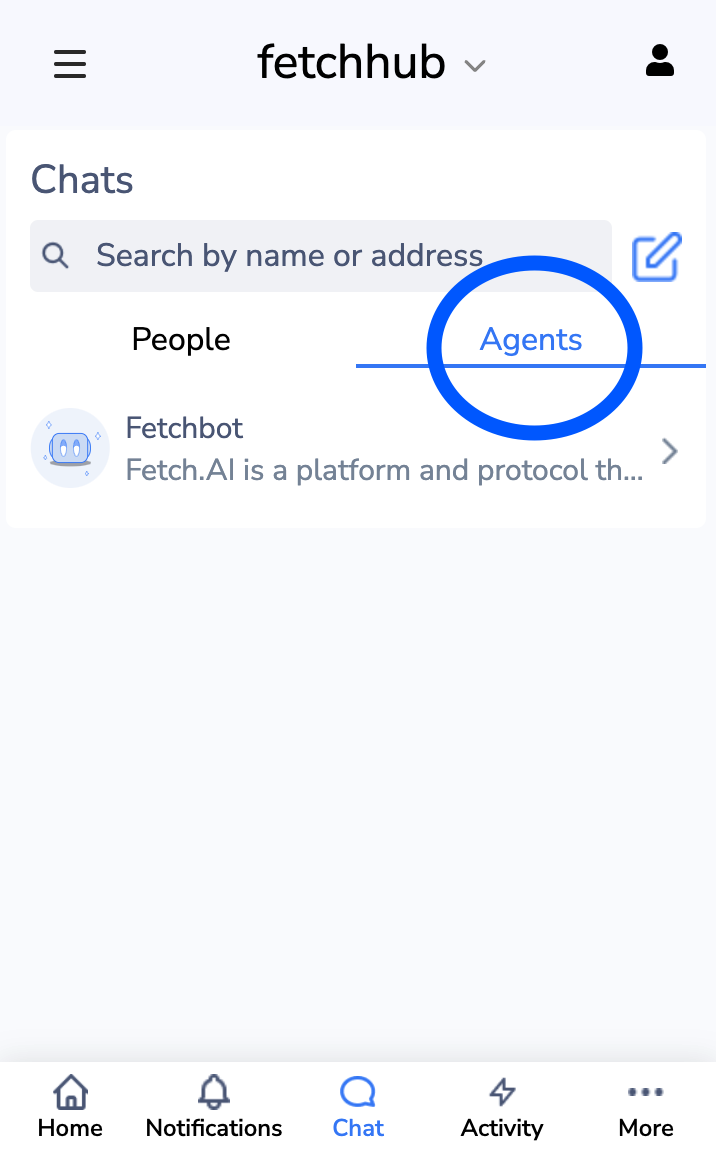 fetchhub
Chats
Search by name or address
People
Agents
Fetchbot
Fetch.AI is a platform and protocol th...
Home
Notifications
Chat
Activity
More